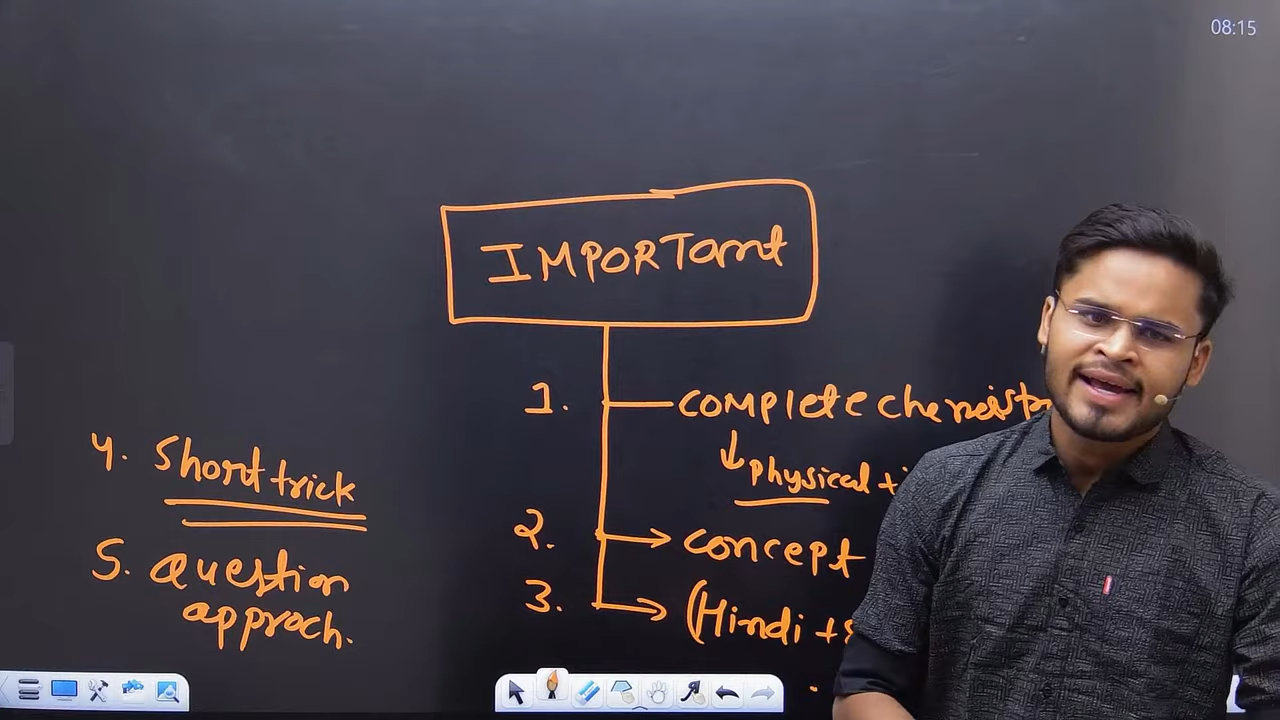 08:15
IMPORTant
1. COMPLETE
physical +
2. concept
3. (Hindi +
4. Short trick
5. question
approch.